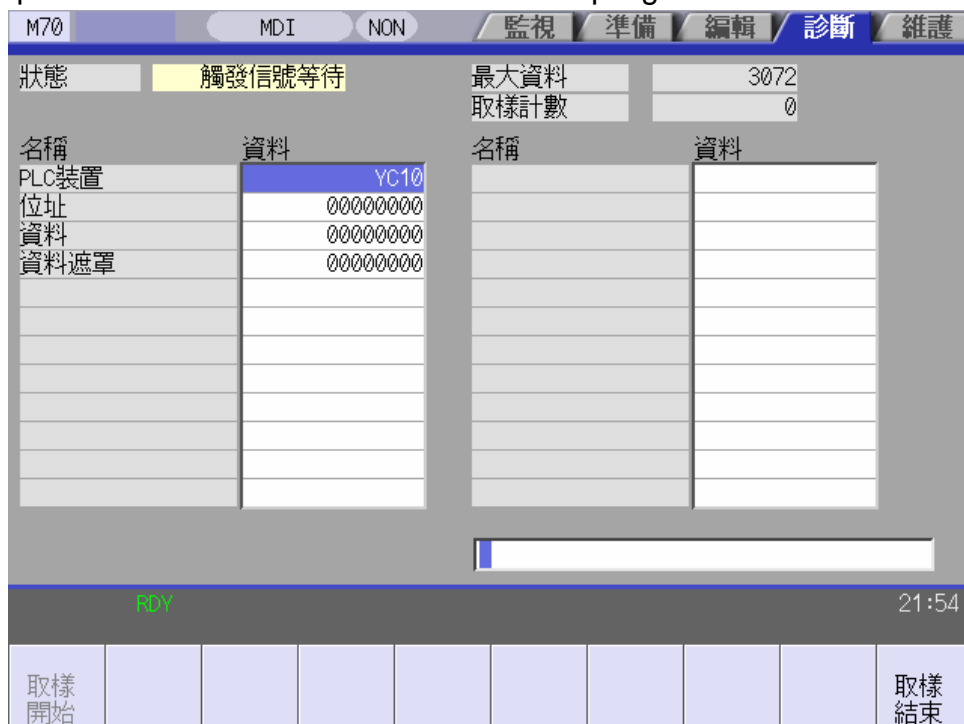 M70 MDI NON 監視 準備 編輯 診斷 維護
狀態 觸發信號等待 最大資料 3072
取樣計數 0
名稱 資料 名稱 資料
PLC裝置 YC10
位址 00000000
資料 00000000
資料遮罩 00000000
RDY 21:54
取樣 取樣
開始 結束